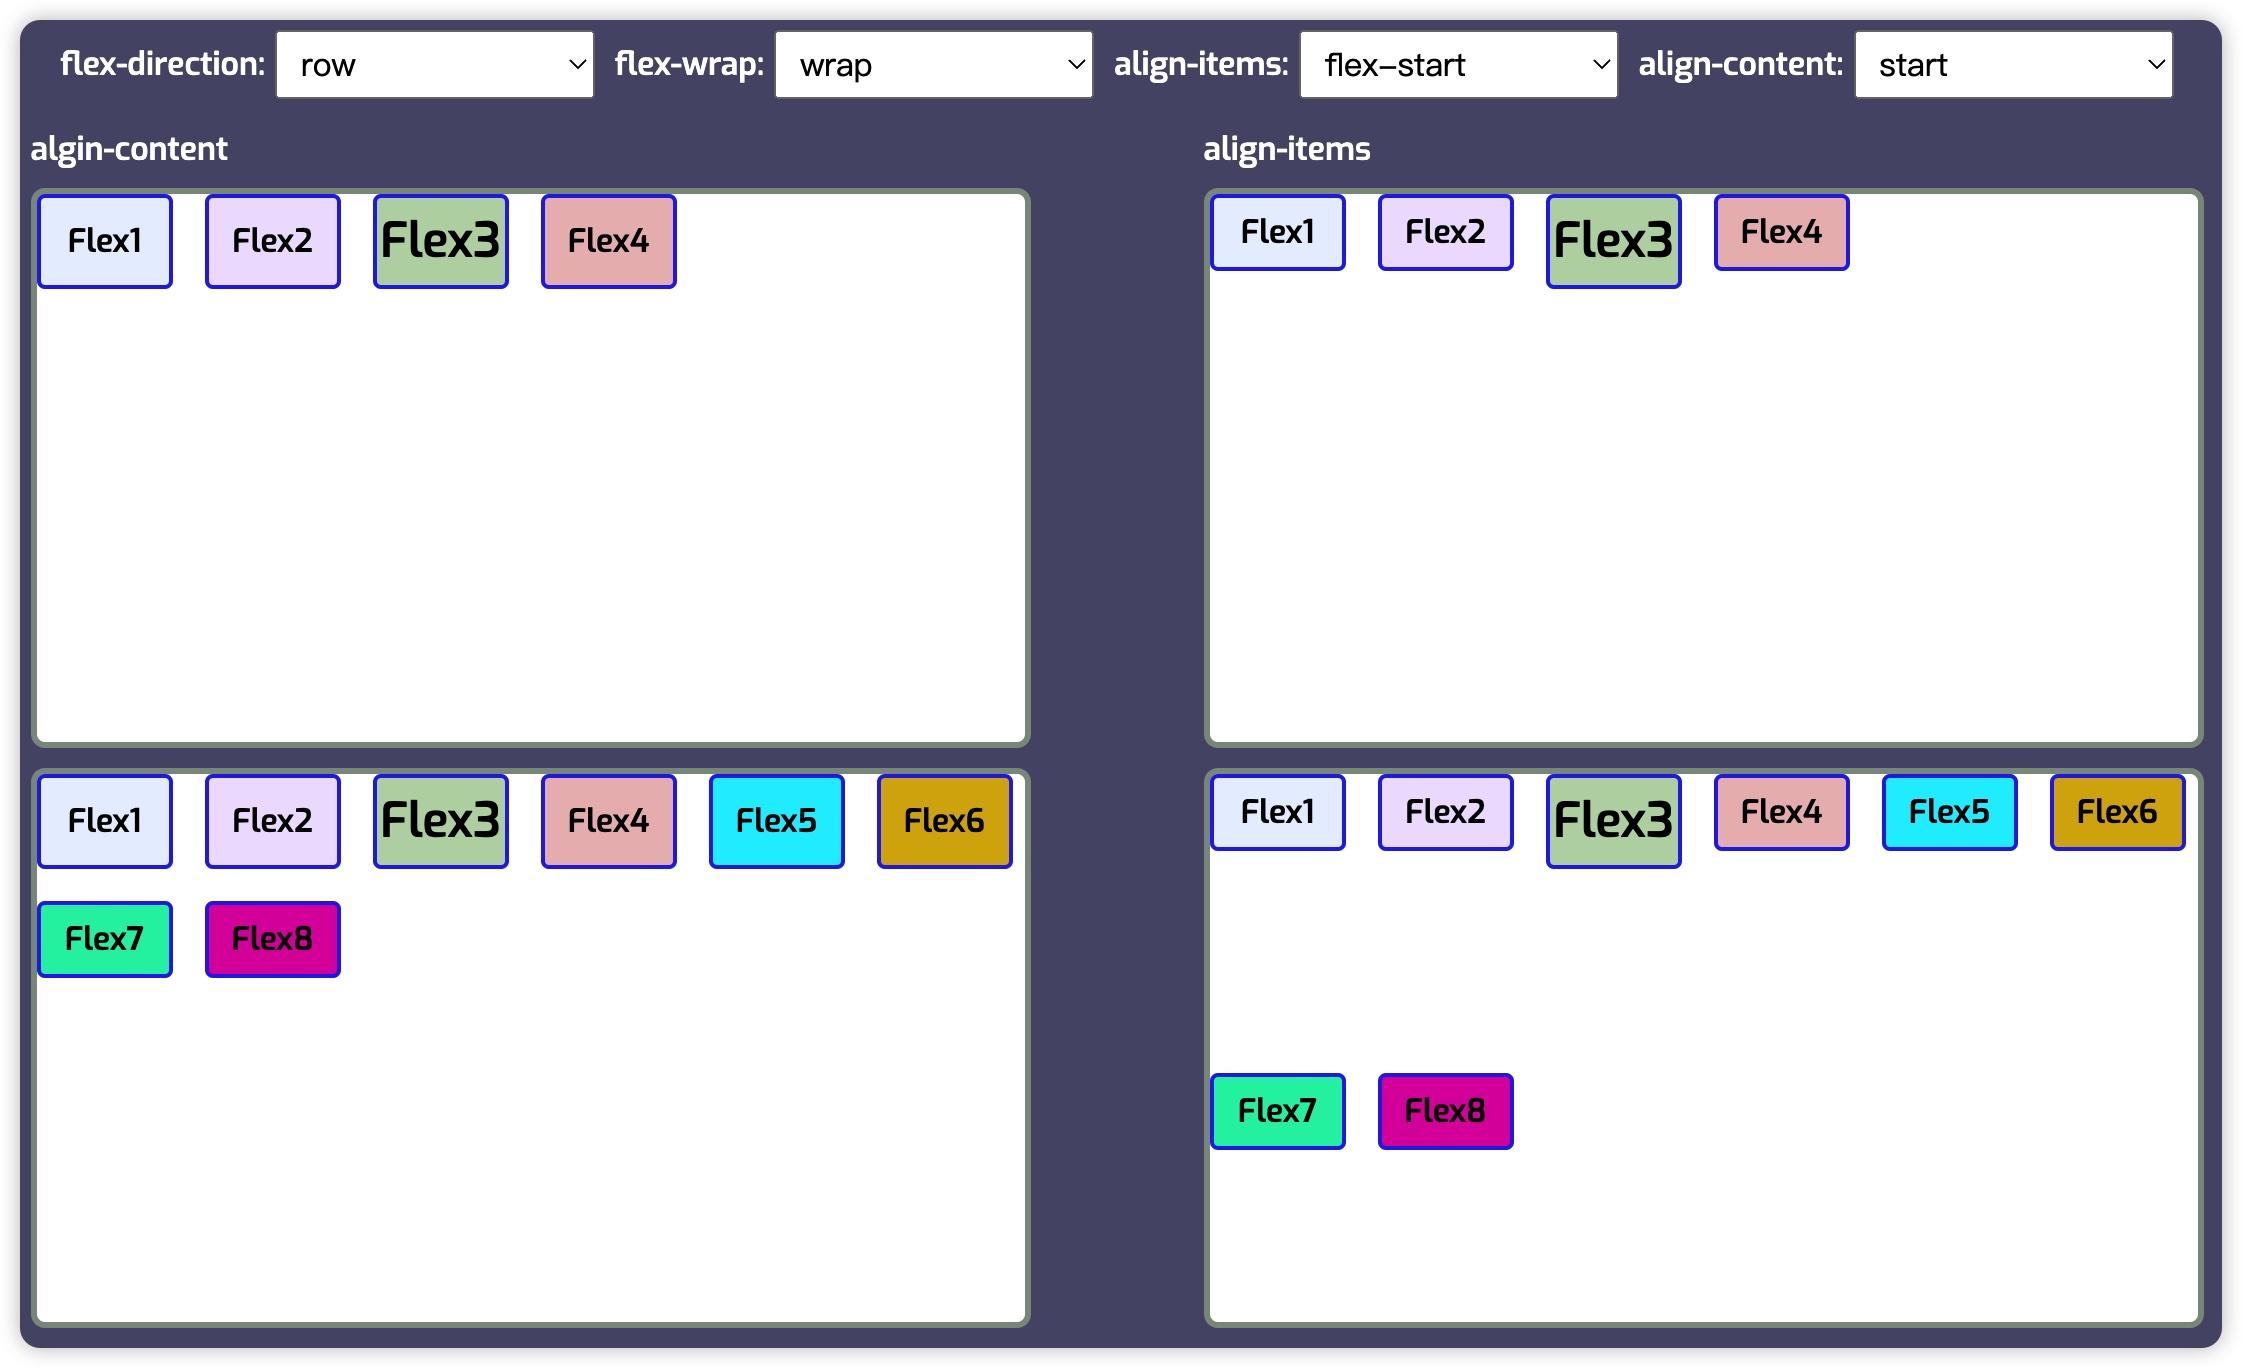 flex-direction: row flex-wrap: wrap align-items: flex-start align-content: start
algin-content
Flex1 Flex2 Flex3 Flex4
Flex1 Flex2 Flex3 Flex4 Flex5 Flex6
Flex7 Flex8
align-items
Flex1 Flex2 Flex3 Flex4
Flex1 Flex2 Flex3 Flex4 Flex5 Flex6
Flex7 Flex8